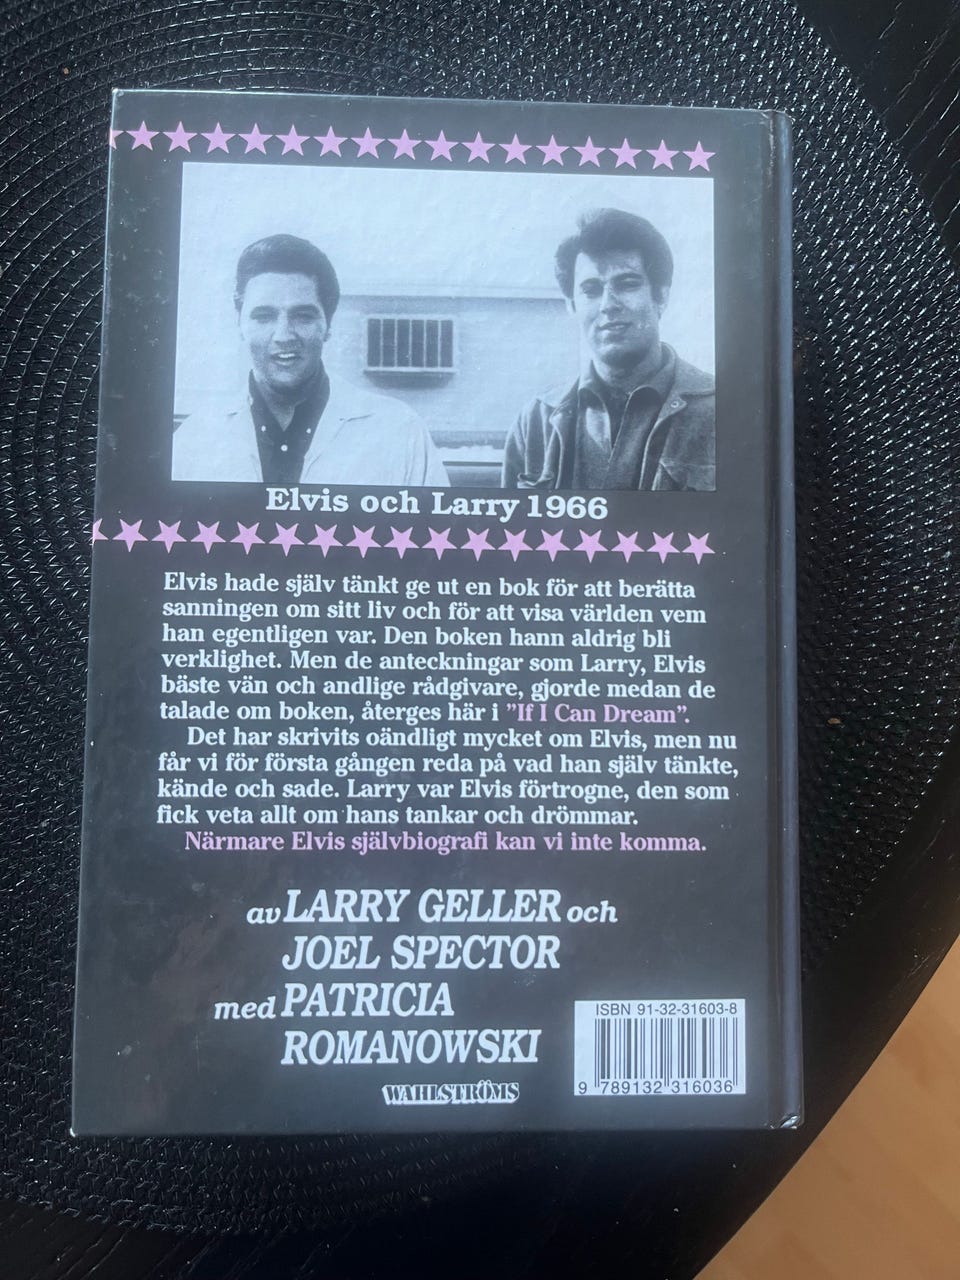 Elvis och Larry 1966
Elvis hade själv tänkt ge ut en bok för att berätta
sanningen om sitt liv och för att visa världen vem
han egentligen var. Den boken hann aldrig bli
verklighet. Men de anteckningar som Larry, Elvis
bäste vän och andlige rådgivare, gjorde medan de
talade om boken, återges här i ”If I Can Dream”.
Det har skrivits oändligt mycket om Elvis, men nu
får vi för första gången reda på vad han själv tänkte,
kände och sade. Larry var Elvis förtrogne, den som
fick veta allt om hans tankar och drömmar.
Närmare Elvis självbiografi kan vi inte komma.
av LARRY GELLER och
JOEL SPECTOR
med PATRICIA
ROMANOWSKI
WAHLSTRÖMS
ISBN 91-32-31603-8
9 789132 316036